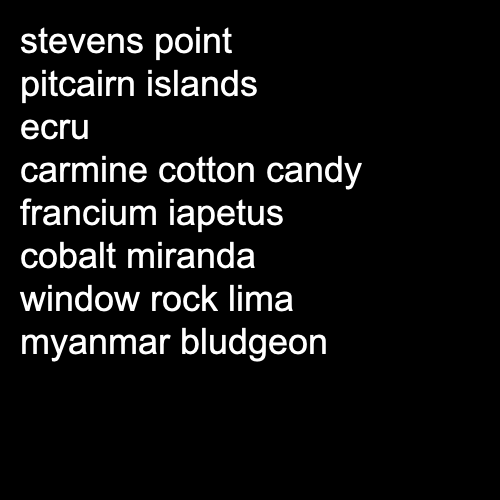 stevens point
pitcairn islands
ecru
carmine cotton candy
francium iapetus
cobalt miranda
window rock lima
myanmar bludgeon